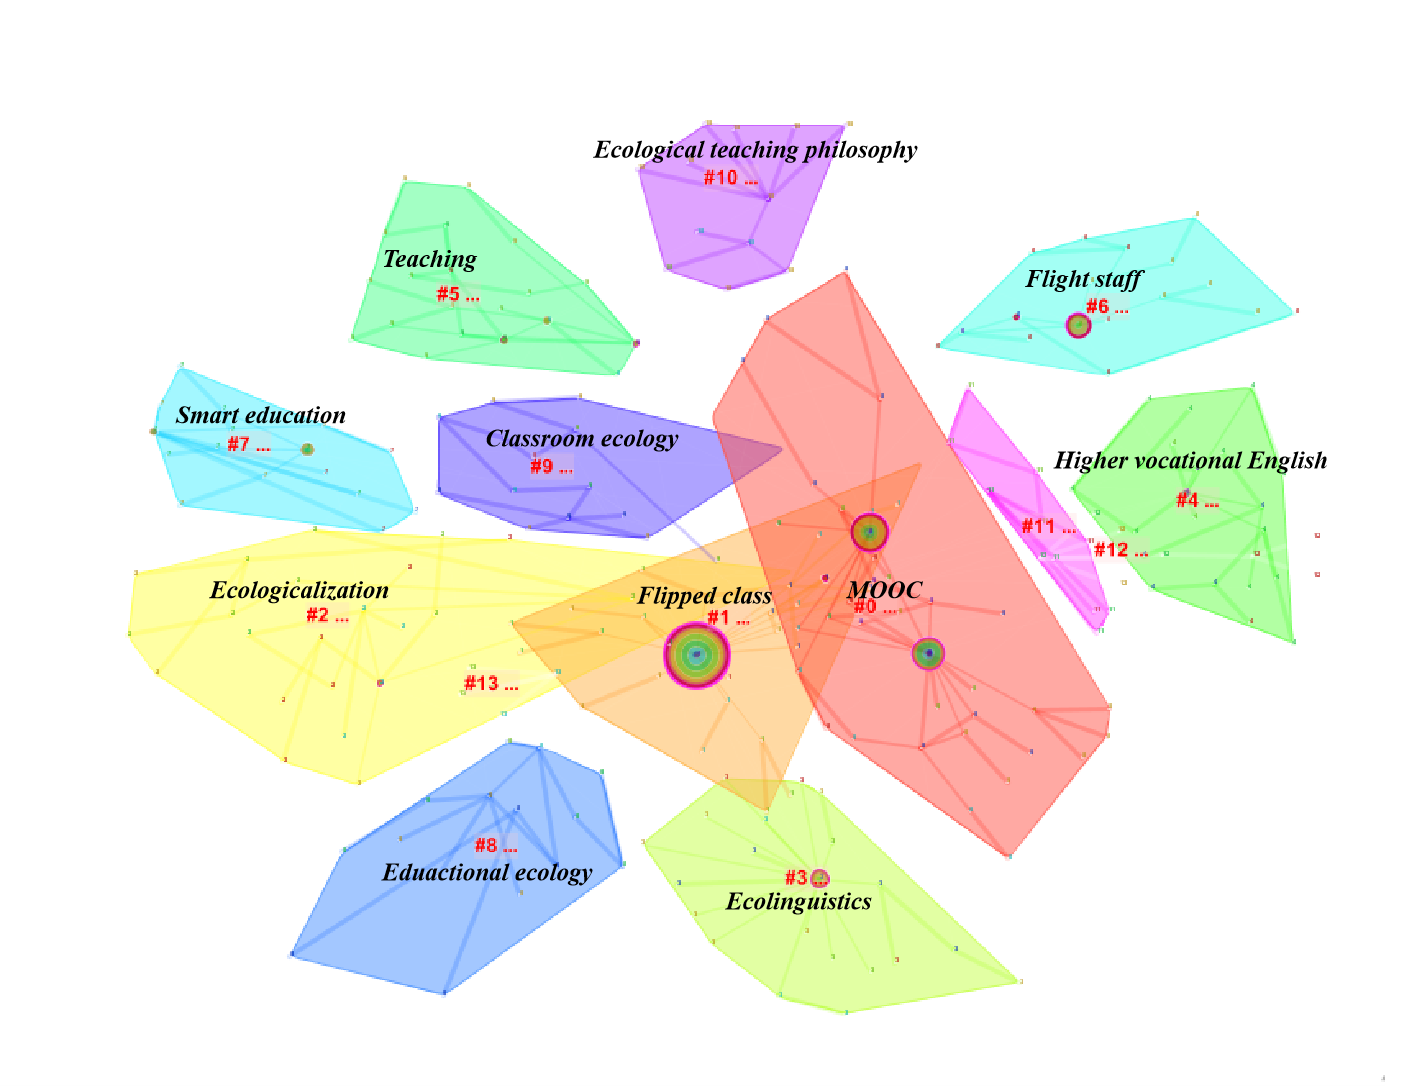 Ecological teaching philosophy
#10 ...
Teaching
#5 ...
Flight staff
#6 ...
Smart education
#7 ...
Classroom ecology
#9 ...
Higher vocational English
#4 ...
#11 ...
#12 ...
Ecologicalization
#2 ...
Flipped class
#1 ...
MOOC
#0 ...
#13 ...
#8 ...
Eduactional ecology
#3 ...
Ecolinguistics